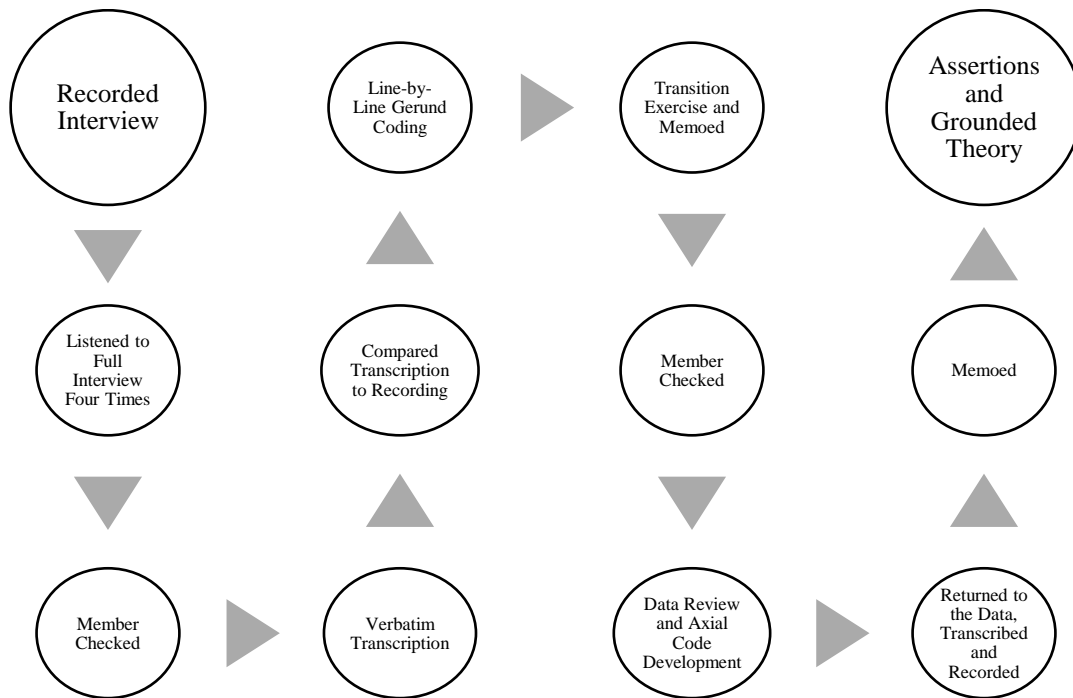 Recorded
Interview
Listened to
Full
Interview
Four Times
Member
Checked
Verbatim
Transcription
Compared
Transcription
to Recording
Line-by-
Line Gerund
Coding
Transition
Exercise and
Memoed
Member
Checked
Data Review
and Axial
Code
Development
Returned to
the Data,
Transcribed
and
Recorded
Memoed
Assertions
and
Grounded
Theory